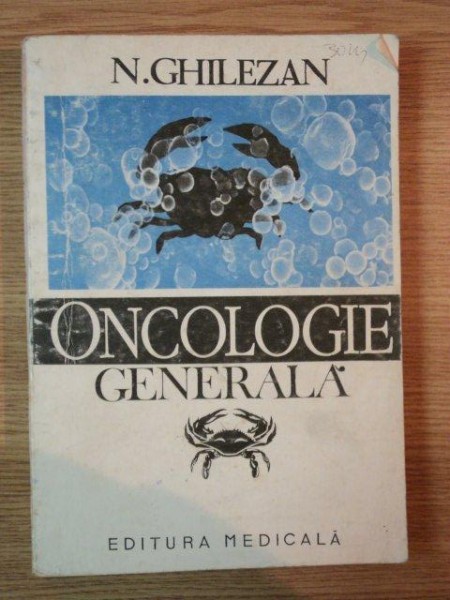 N.GHILEZAN
ONCOLOGIE
GENERALĂ
EDITURA MEDICALĂ